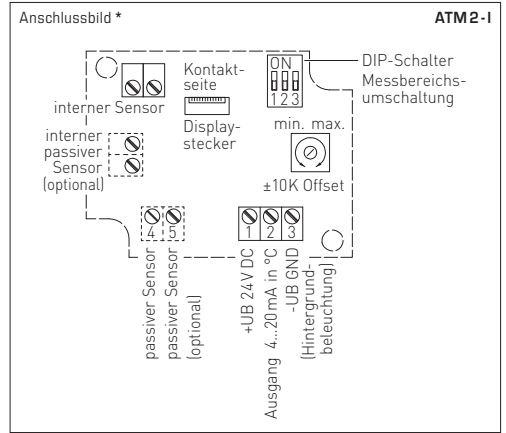 Anschlussbild *
ATM2-I
ON
1 2 3
DIP-Schalter
Messbereichs-
umschaltung
Kontakt-
seite
interner Sensor
Display-
stecker
min. max.
interner
passiver
Sensor
(optional)
±10K Offset
4 5
1 2 3
passiver Sensor
passiver Sensor
(optional)
+UB 24V DC
Ausgang 4...20mA in °C
-UB GND
(Hintergrund-
beleuchtung)